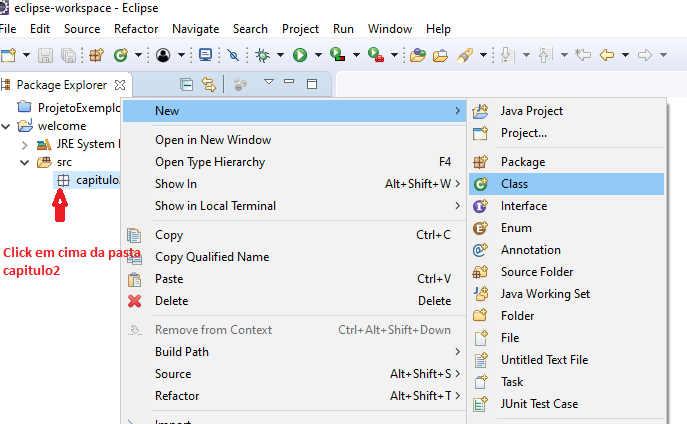 eclipse-workspace - Eclipse
File Edit Source Refactor Navigate Search Project Run Window Help
Package Explorer
ProjetoExemplo
welcome
JRE System
src
capitulo
Click em cima da pasta
capitulo2
New
Open in New Window
Open Type Hierarchy F4
Show In Alt+Shift+W
Show in Local Terminal
Copy Ctrl+C
Copy Qualified Name
Paste Ctrl+V
Delete Delete
Remove from Context Ctrl+Alt+Shift+Down
Build Path
Source Alt+Shift+S
Refactor Alt+Shift+T
Import
Java Project
Project...
Package
Class
Interface
Enum
Annotation
Source Folder
Java Working Set
Folder
File
Untitled Text File
Task
JUnit Test Case